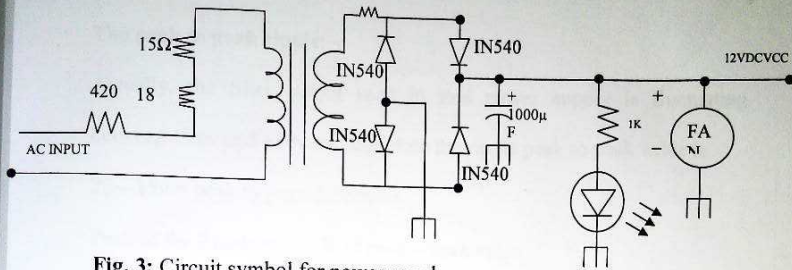 15Ω
IN540
12VDCVCC
420
18
IN540
+
1000μ
F
1K
+
−
FA
N
AC INPUT
IN540
IN540
Fig. 3: Circuit symbol for power